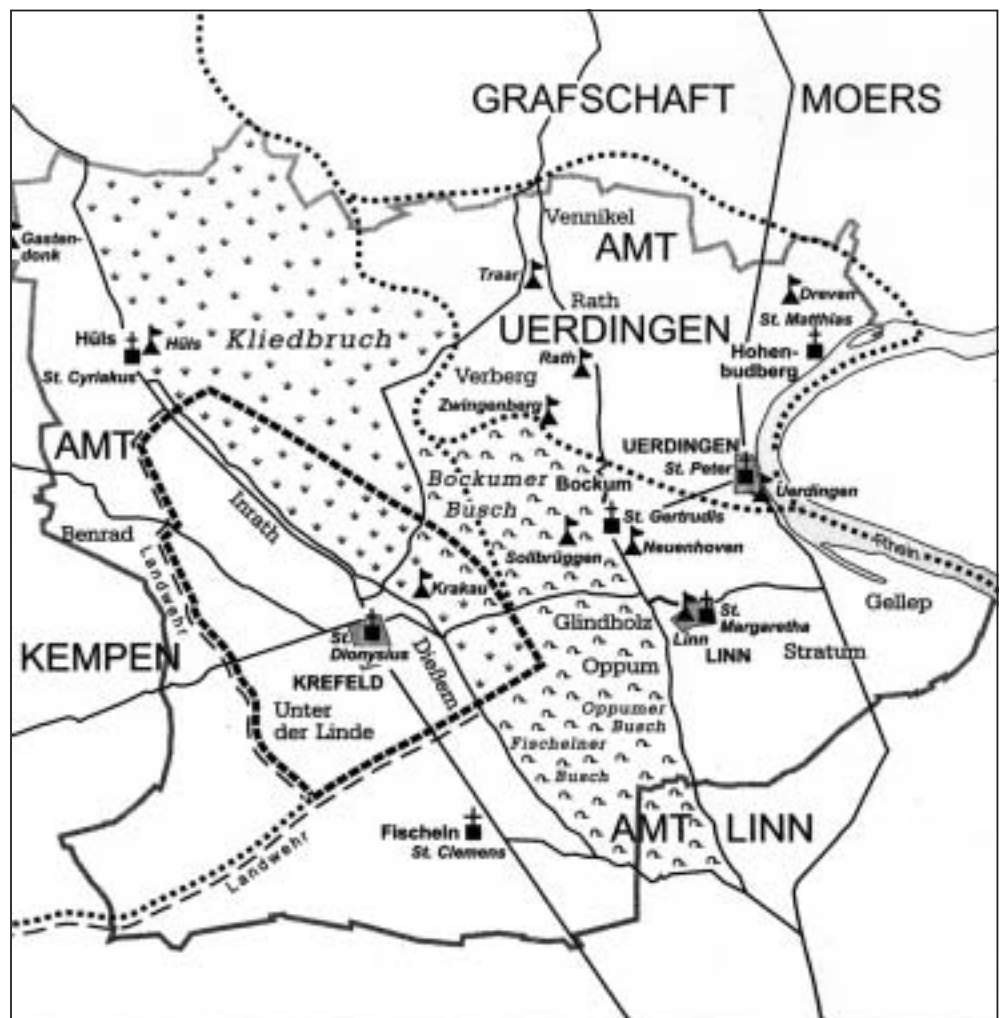 GRAFSCHAFT MOERS
Vennikel
AMT
Gasten-
donk
Traar
Dreven
Rath
St. Matthias
UERDINGEN
Hüls
Hüls
Kliedbruch
Hohen-
budberg
Rath
St. Cyriakus
Verberg
Zwingenberg
AMT
UERDINGEN
St. Peter
Bockumer
Busch
Bockum
Uerdingen
Inrath
St. Gertrudis
Benrad
Sollbrüggen
Neuenhoven
Rhein
Landwehr
Krakau
Gellep
Glindholz
St.
Margaretha
Linn
LINN
St.
Dionysius
Dießem
KEMPEN
Oppum
Stratum
KREFELD
Unter
der Linde
Oppumer
Busch
Fischelner
Busch
Fischeln
St. Clemens
AMT LINN
Landwehr